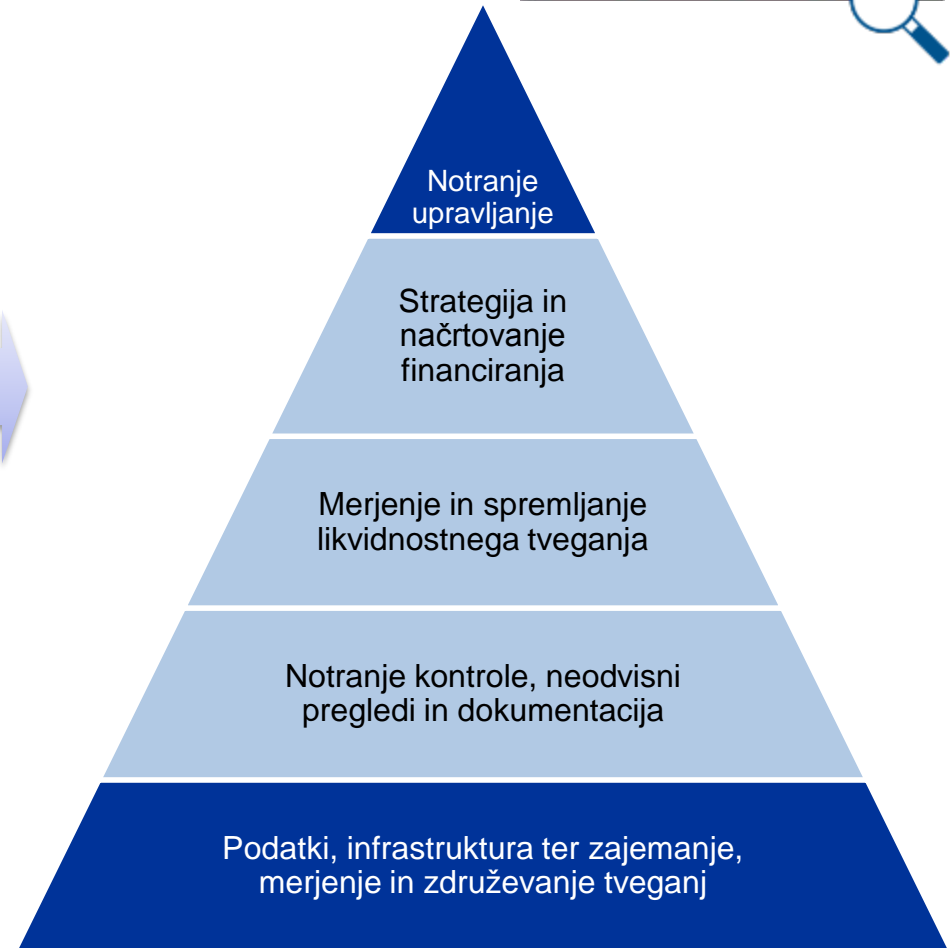 Notranje
upravljanje
Strategija in
načrtovanje
financiranja
Merjenje in spremljanje
likvidnostnega tveganja
Notranje kontrole, neodvisni
pregledi in dokumentacija
Podatki, infrastruktura ter zajemanje,
merjenje in združevanje tveganj